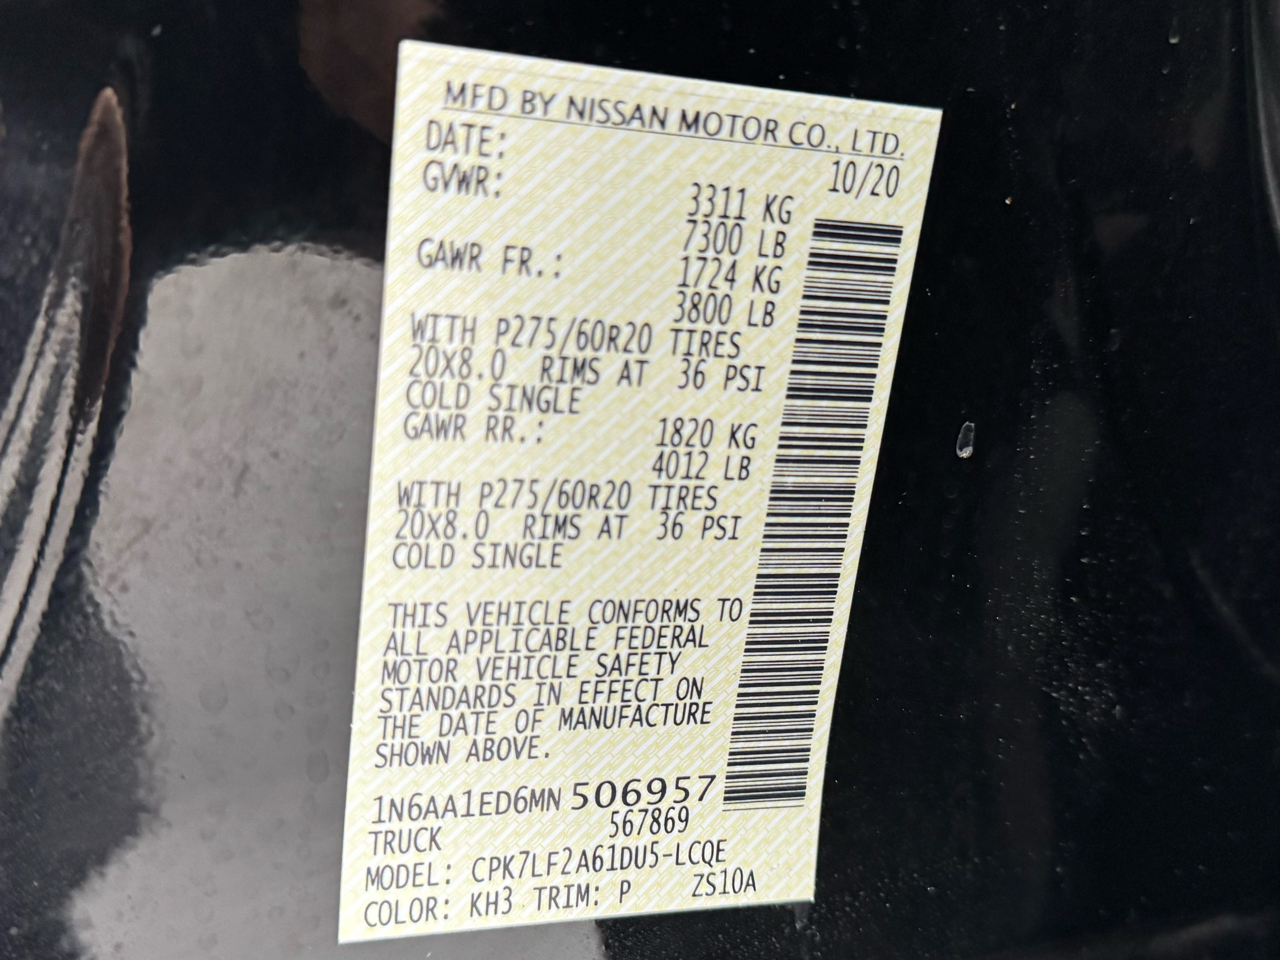 MFD BY NISSAN MOTOR CO., LTD.
DATE: 10/20
GVWR: 3311 KG
7300 LB
GAWR FR.: 1724 KG
3800 LB
WITH P275/60R20 TIRES
20X8.0 RIMS AT 36 PSI
COLD SINGLE
GAWR RR.: 1820 KG
4012 LB
WITH P275/60R20 TIRES
20X8.0 RIMS AT 36 PSI
COLD SINGLE
THIS VEHICLE CONFORMS TO
ALL APPLICABLE FEDERAL
MOTOR VEHICLE SAFETY
STANDARDS IN EFFECT ON
THE DATE OF MANUFACTURE
SHOWN ABOVE.
1N6AA1ED6MN 506957
TRUCK 567869
MODEL: CPK7LF2A61DU5-LCQE
COLOR: KH3 TRIM: P ZS10A